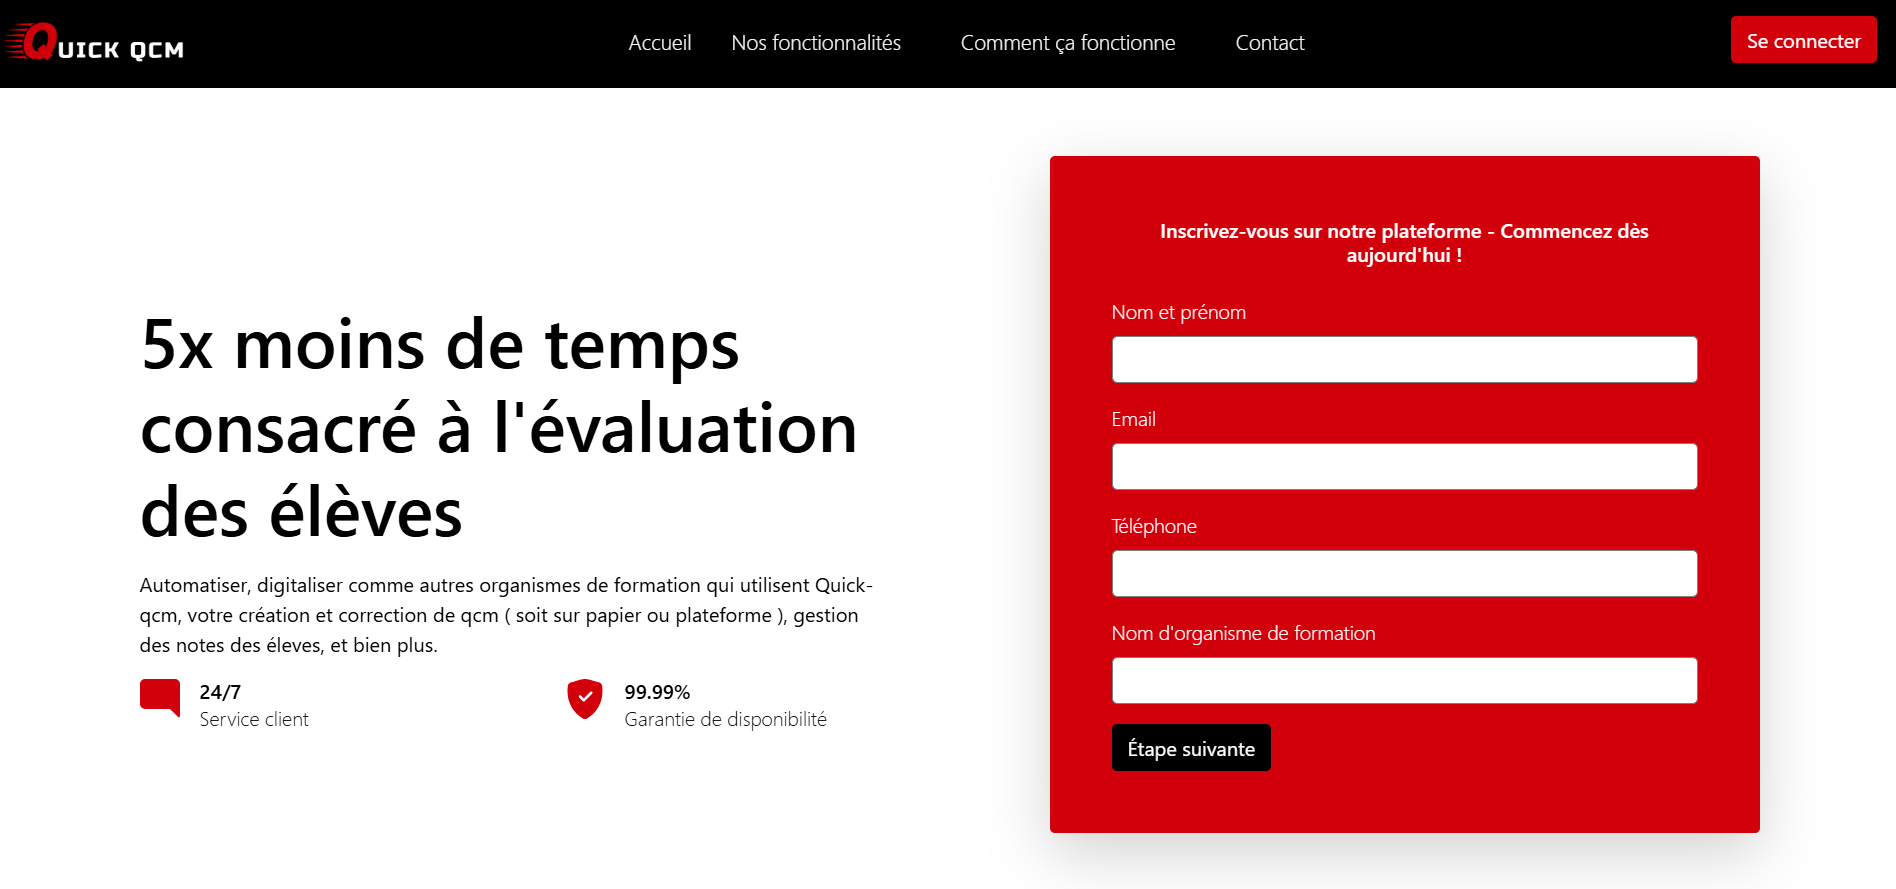 QUICK QCM
Accueil
Nos fonctionnalités
Comment ça fonctionne
Contact
Se connecter
5x moins de temps
consacré à l'évaluation
des élèves
Automatiser, digitaliser comme autres organismes de formation qui utilisent Quick-
qcm, votre création et correction de qcm ( soit sur papier ou plateforme ), gestion
des notes des éleves, et bien plus.
24/7
Service client
99.99%
Garantie de disponibilité
Inscrivez-vous sur notre plateforme - Commencez dès
aujourd'hui !
Nom et prénom
Email
Téléphone
Nom d'organisme de formation
Étape suivante